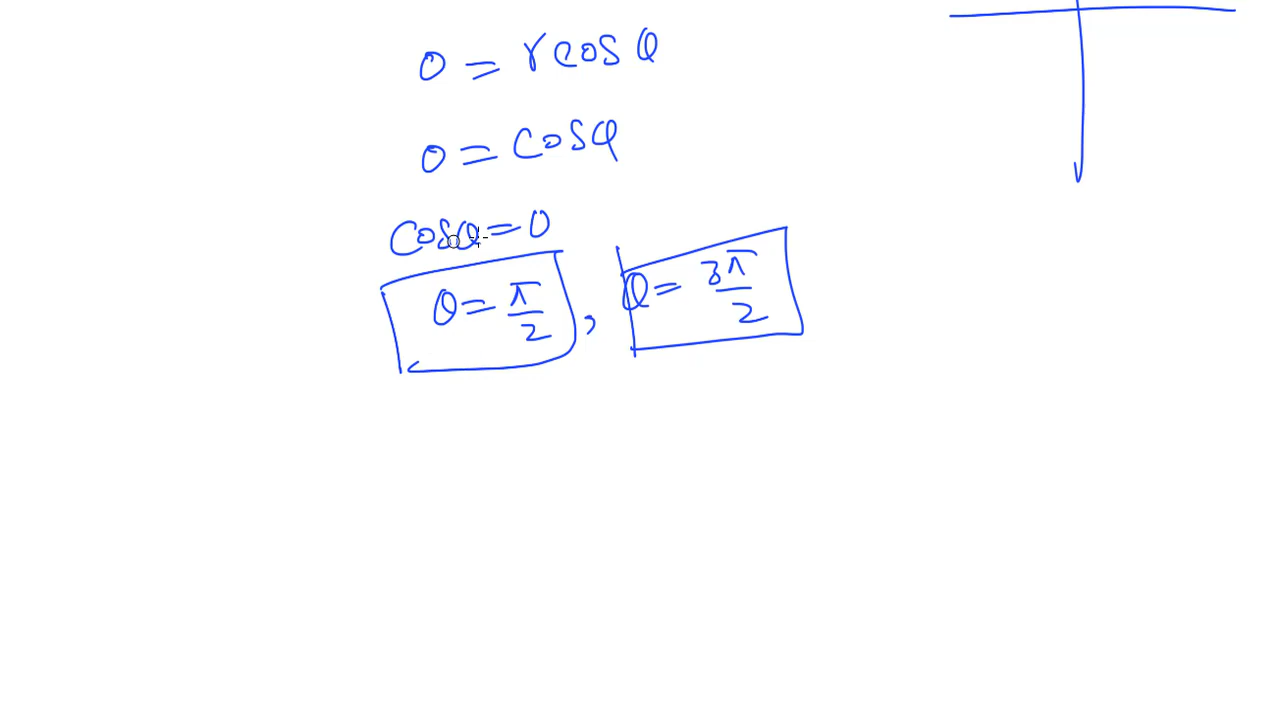 0 = r cos θ
0 = cos θ
cos θ = 0
θ = π/2 , θ = 3π/2